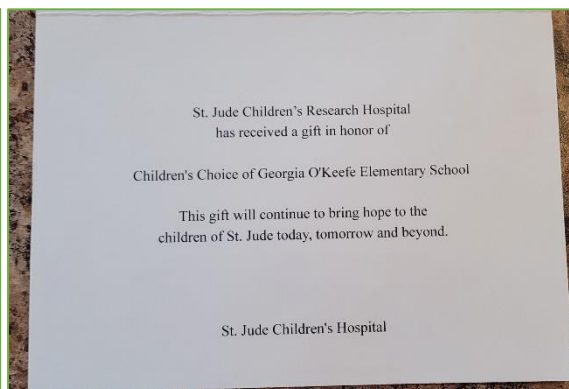 St. Jude Children's Research Hospital
has received a gift in honor of
Children's Choice of Georgia O'Keefe Elementary School
This gift will continue to bring hope to the
children of St. Jude today, tomorrow and beyond.
St. Jude Children's Hospital